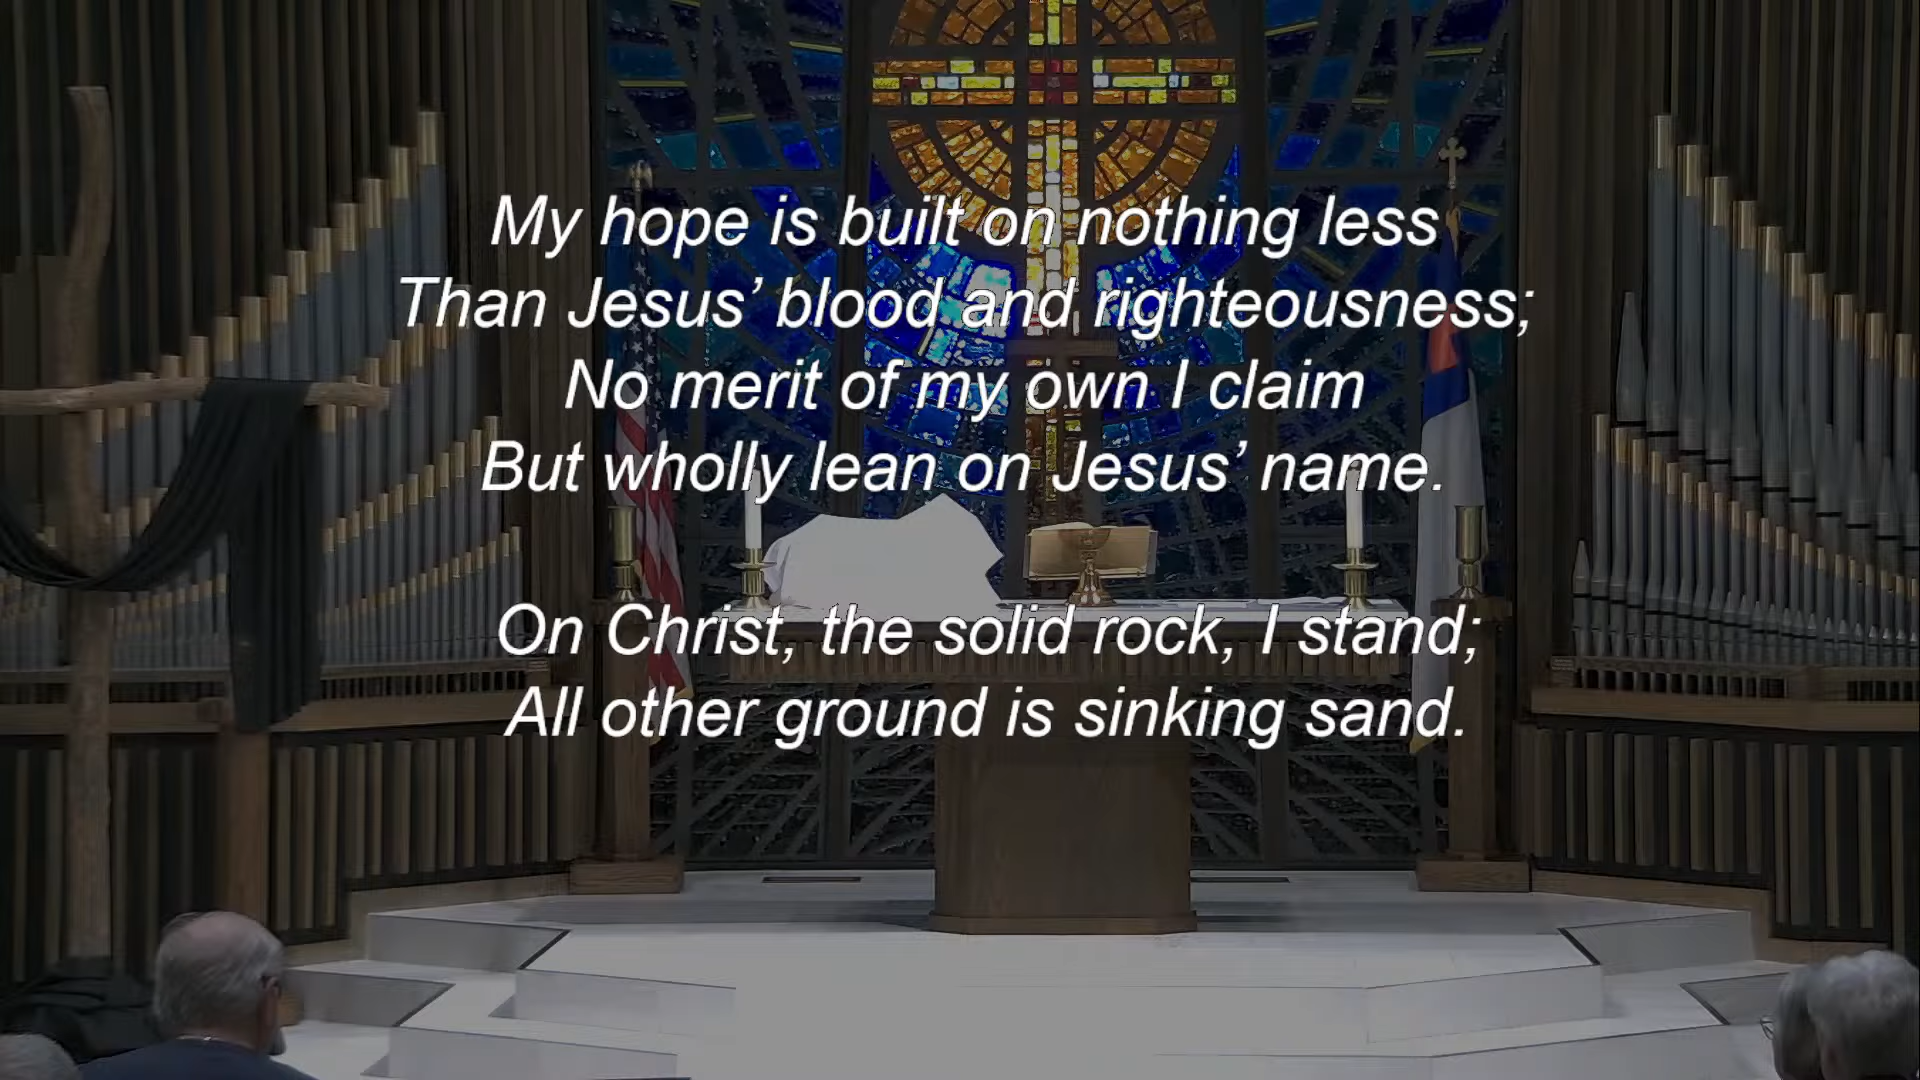 My hope is built on nothing less
Than Jesus’ blood and righteousness;
No merit of my own I claim
But wholly lean on Jesus’ name.
On Christ, the solid rock, I stand;
All other ground is sinking sand.